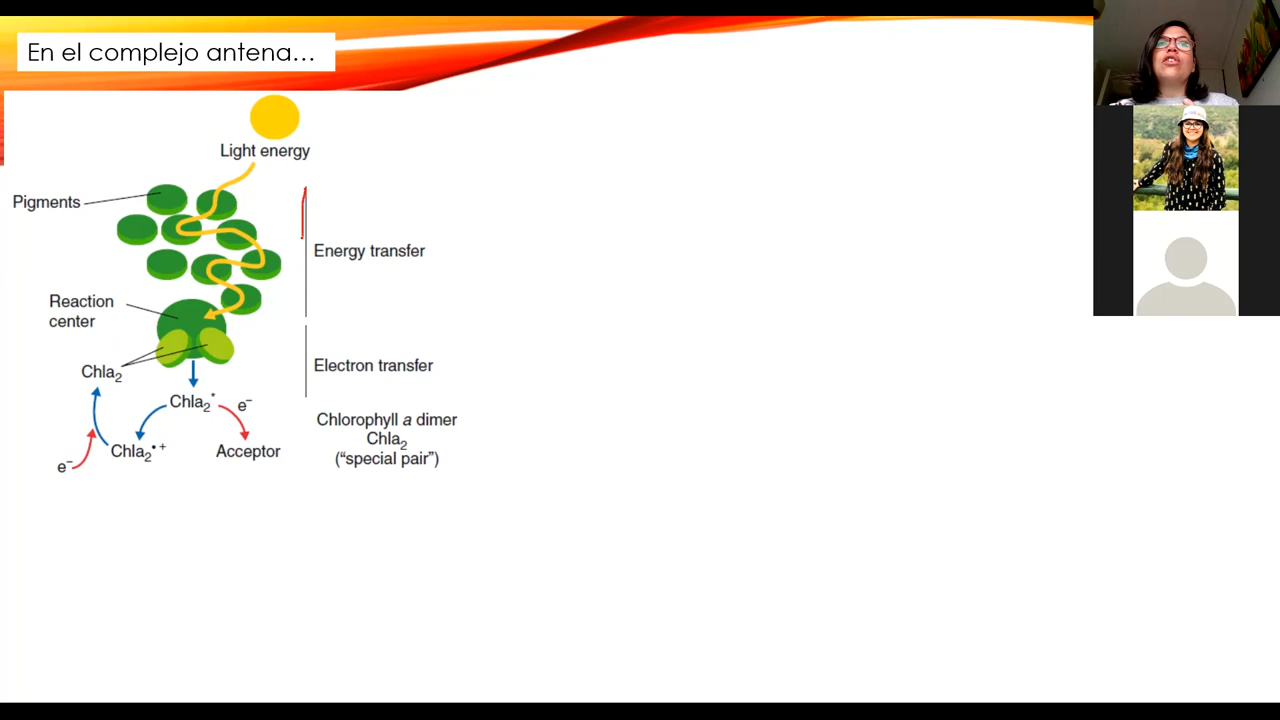 En el complejo antena…
Light energy
Pigments
Energy transfer
Reaction
center
Electron transfer
Chla₂
Chla₂* e⁻
Chlorophyll a dimer
Chla₂
("special pair")
Chla₂•⁺ Acceptor
e⁻